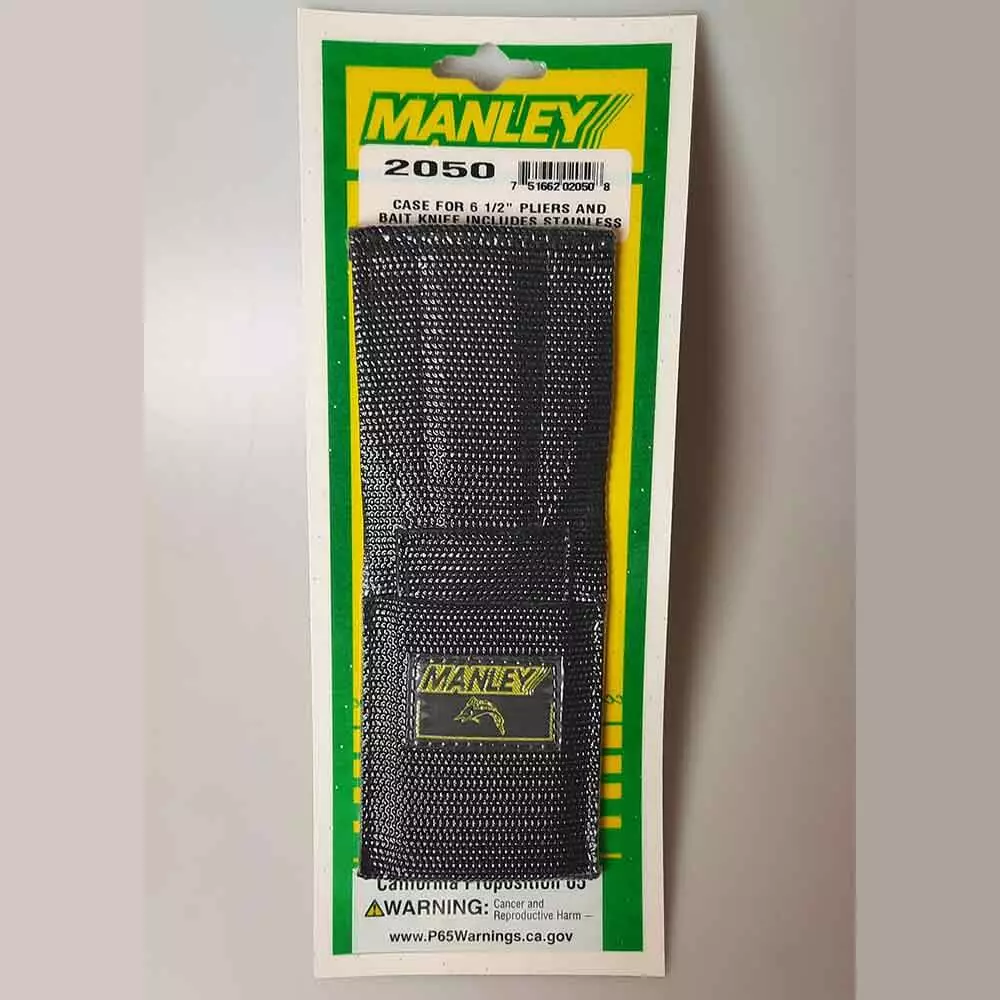 MANLEY
2050
7 51662 02050 8
CASE FOR 6 1/2" PLIERS AND
BAIT KNIFE INCLUDES STAINLESS
MANLEY
California Proposition 65
WARNING: Cancer and
Reproductive Harm —
www.P65Warnings.ca.gov